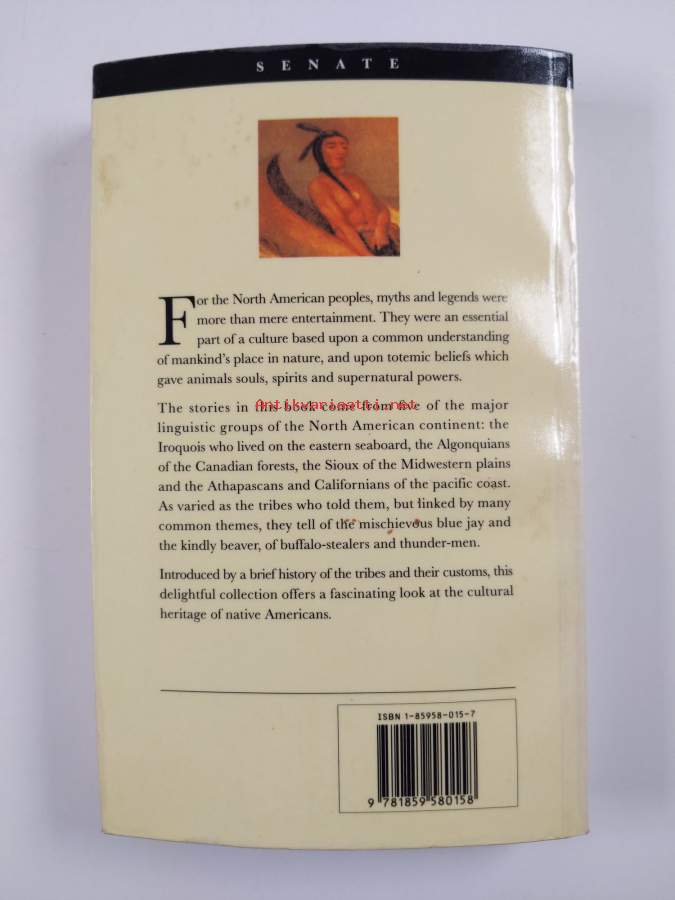 SENATE
For the North American peoples, myths and legends were
more than mere entertainment. They were an essential
part of a culture based upon a common understanding
of mankind's place in nature, and upon totemic beliefs which
gave animals souls, spirits and supernatural powers.
Antikvariaatti.net
The stories in this book come from five of the major
linguistic groups of the North American continent: the
Iroquois who lived on the eastern seaboard, the Algonquians
of the Canadian forests, the Sioux of the Midwestern plains
and the Athapascans and Californians of the pacific coast.
As varied as the tribes who told them, but linked by many
common themes, they tell of the mischievous blue jay and
the kindly beaver, of buffalo-stealers and thunder-men.
Introduced by a brief history of the tribes and their customs, this
delightful collection offers a fascinating look at the cultural
heritage of native Americans.
ISBN 1-85958-015-7
9 781859 580158